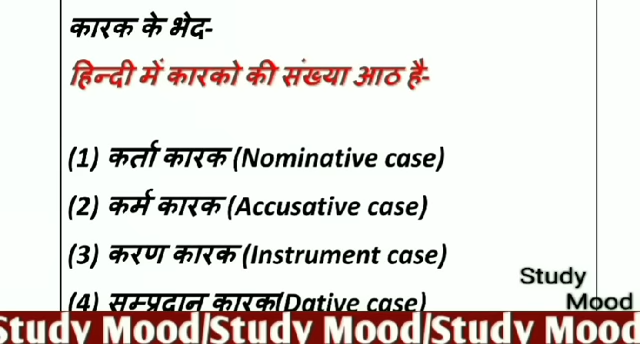 कारक के भेद-
हिन्दी में कारको की संख्या आठ है-
(1) कर्ता कारक (Nominative case)
(2) कर्म कारक (Accusative case)
(3) करण कारक (Instrument case)
(4) सम्प्रदान कारक(Dative case)
Study
Mood
Study Mood|Study Mood|Study Mood